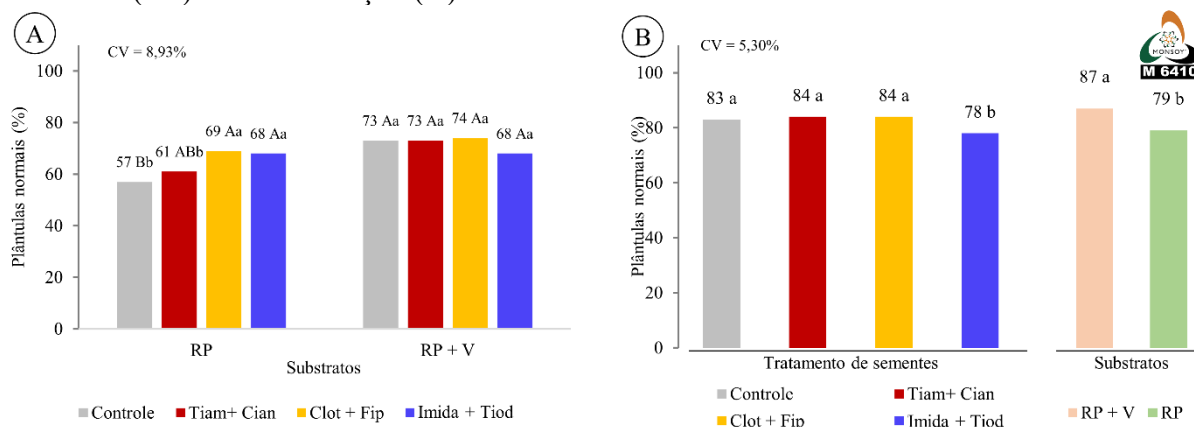 A
CV = 8,93%
Plântulas normais (%)
100
80
60
40
20
0
57 Bb
61 ABb
69 Aa
68 Aa
73 Aa
73 Aa
74 Aa
68 Aa
RP
RP + V
Substratos
Controle
Tiam+ Cian
Clot + Fip
Imida + Tiod
B
CV = 5,30%
MONSOY
M 6410
Plântulas normais (%)
100
80
60
40
20
0
83 a
84 a
84 a
78 b
87 a
79 b
Tratamento de sementes
Substratos
Controle
Tiam+ Cian
Clot + Fip
Imida + Tiod
RP + V
RP